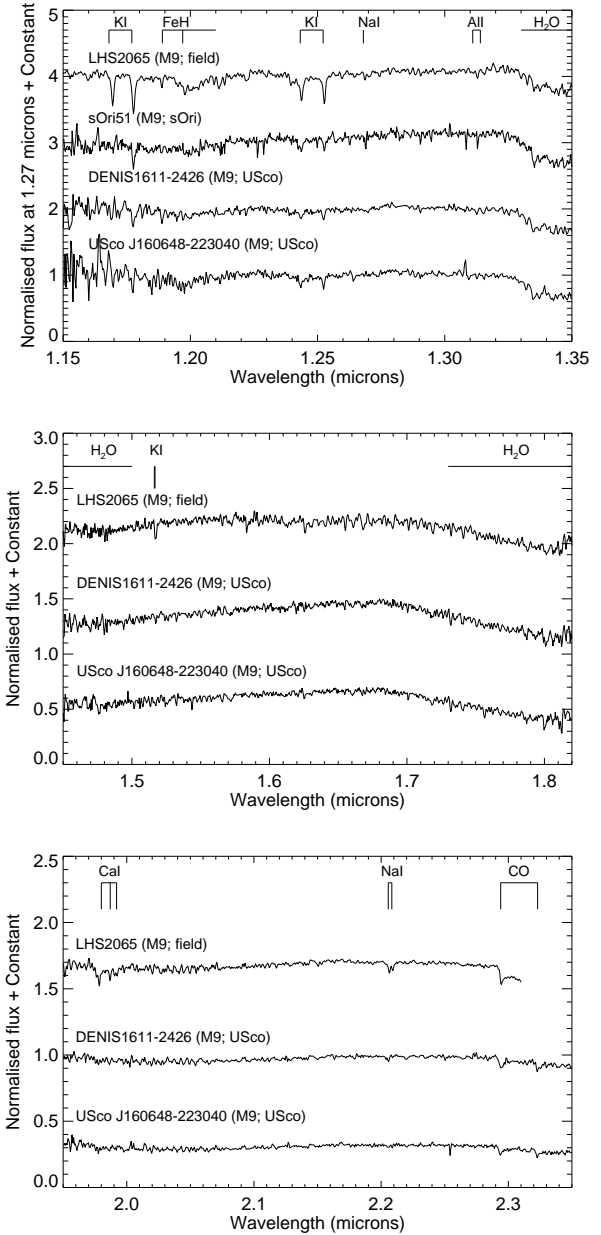 KI FeH KI NaI AlI H₂O
LHS2065 (M9; field)
sOri51 (M9; sOri)
DENIS1611-2426 (M9; USco)
USco J160648-223040 (M9; USco)
Normalised flux at 1.27 microns + Constant
5
4
3
2
1
0
1.15 1.20 1.25 1.30 1.35
Wavelength (microns)
H₂O KI H₂O
LHS2065 (M9; field)
DENIS1611-2426 (M9; USco)
USco J160648-223040 (M9; USco)
Normalised flux + Constant
3.0
2.5
2.0
1.5
1.0
0.5
0.0
1.5 1.6 1.7 1.8
Wavelength (microns)
CaI NaI CO
LHS2065 (M9; field)
DENIS1611-2426 (M9; USco)
USco J160648-223040 (M9; USco)
Normalised flux + Constant
2.5
2.0
1.5
1.0
0.5
0.0
2.0 2.1 2.2 2.3
Wavelength (microns)